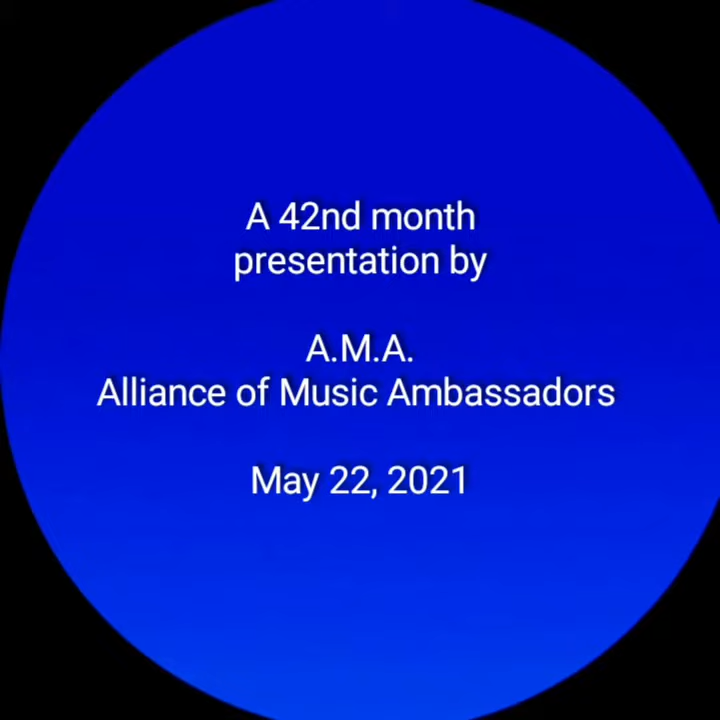 A 42nd month
presentation by
A.M.A.
Alliance of Music Ambassadors
May 22, 2021